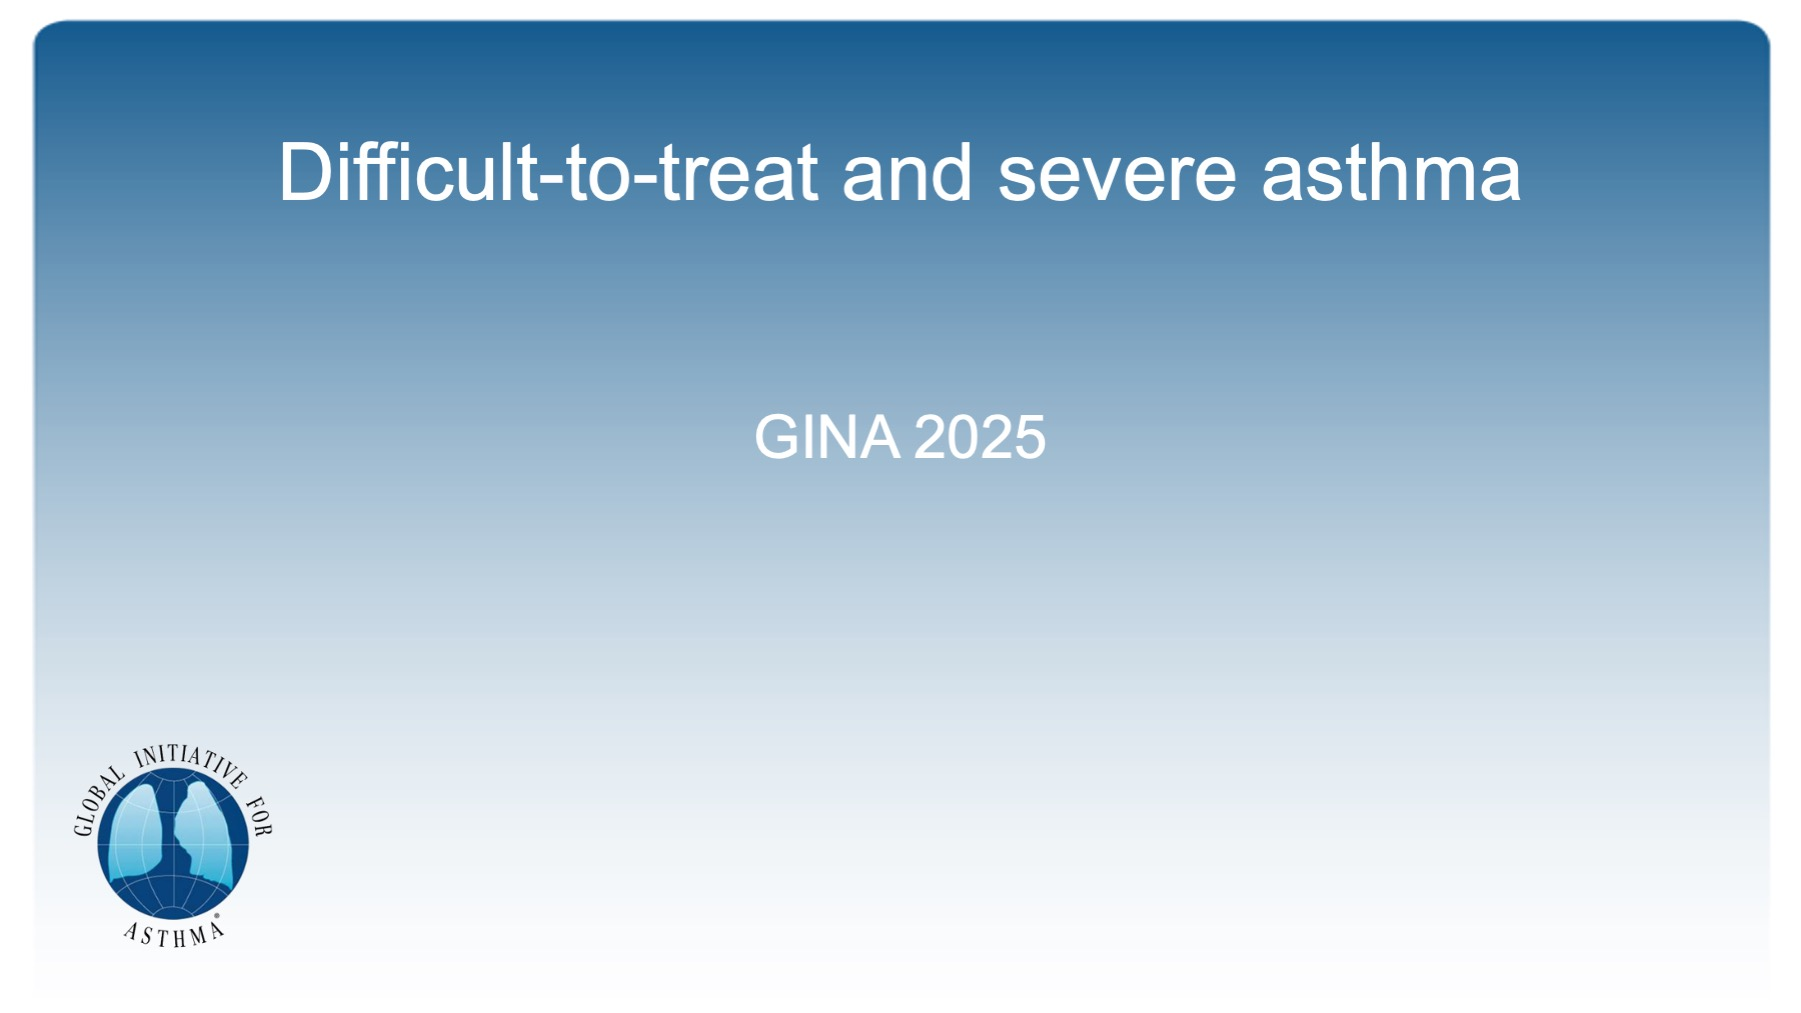 Difficult-to-treat and severe asthma
GINA 2025
GLOBAL INITIATIVE FOR
ASTHMA